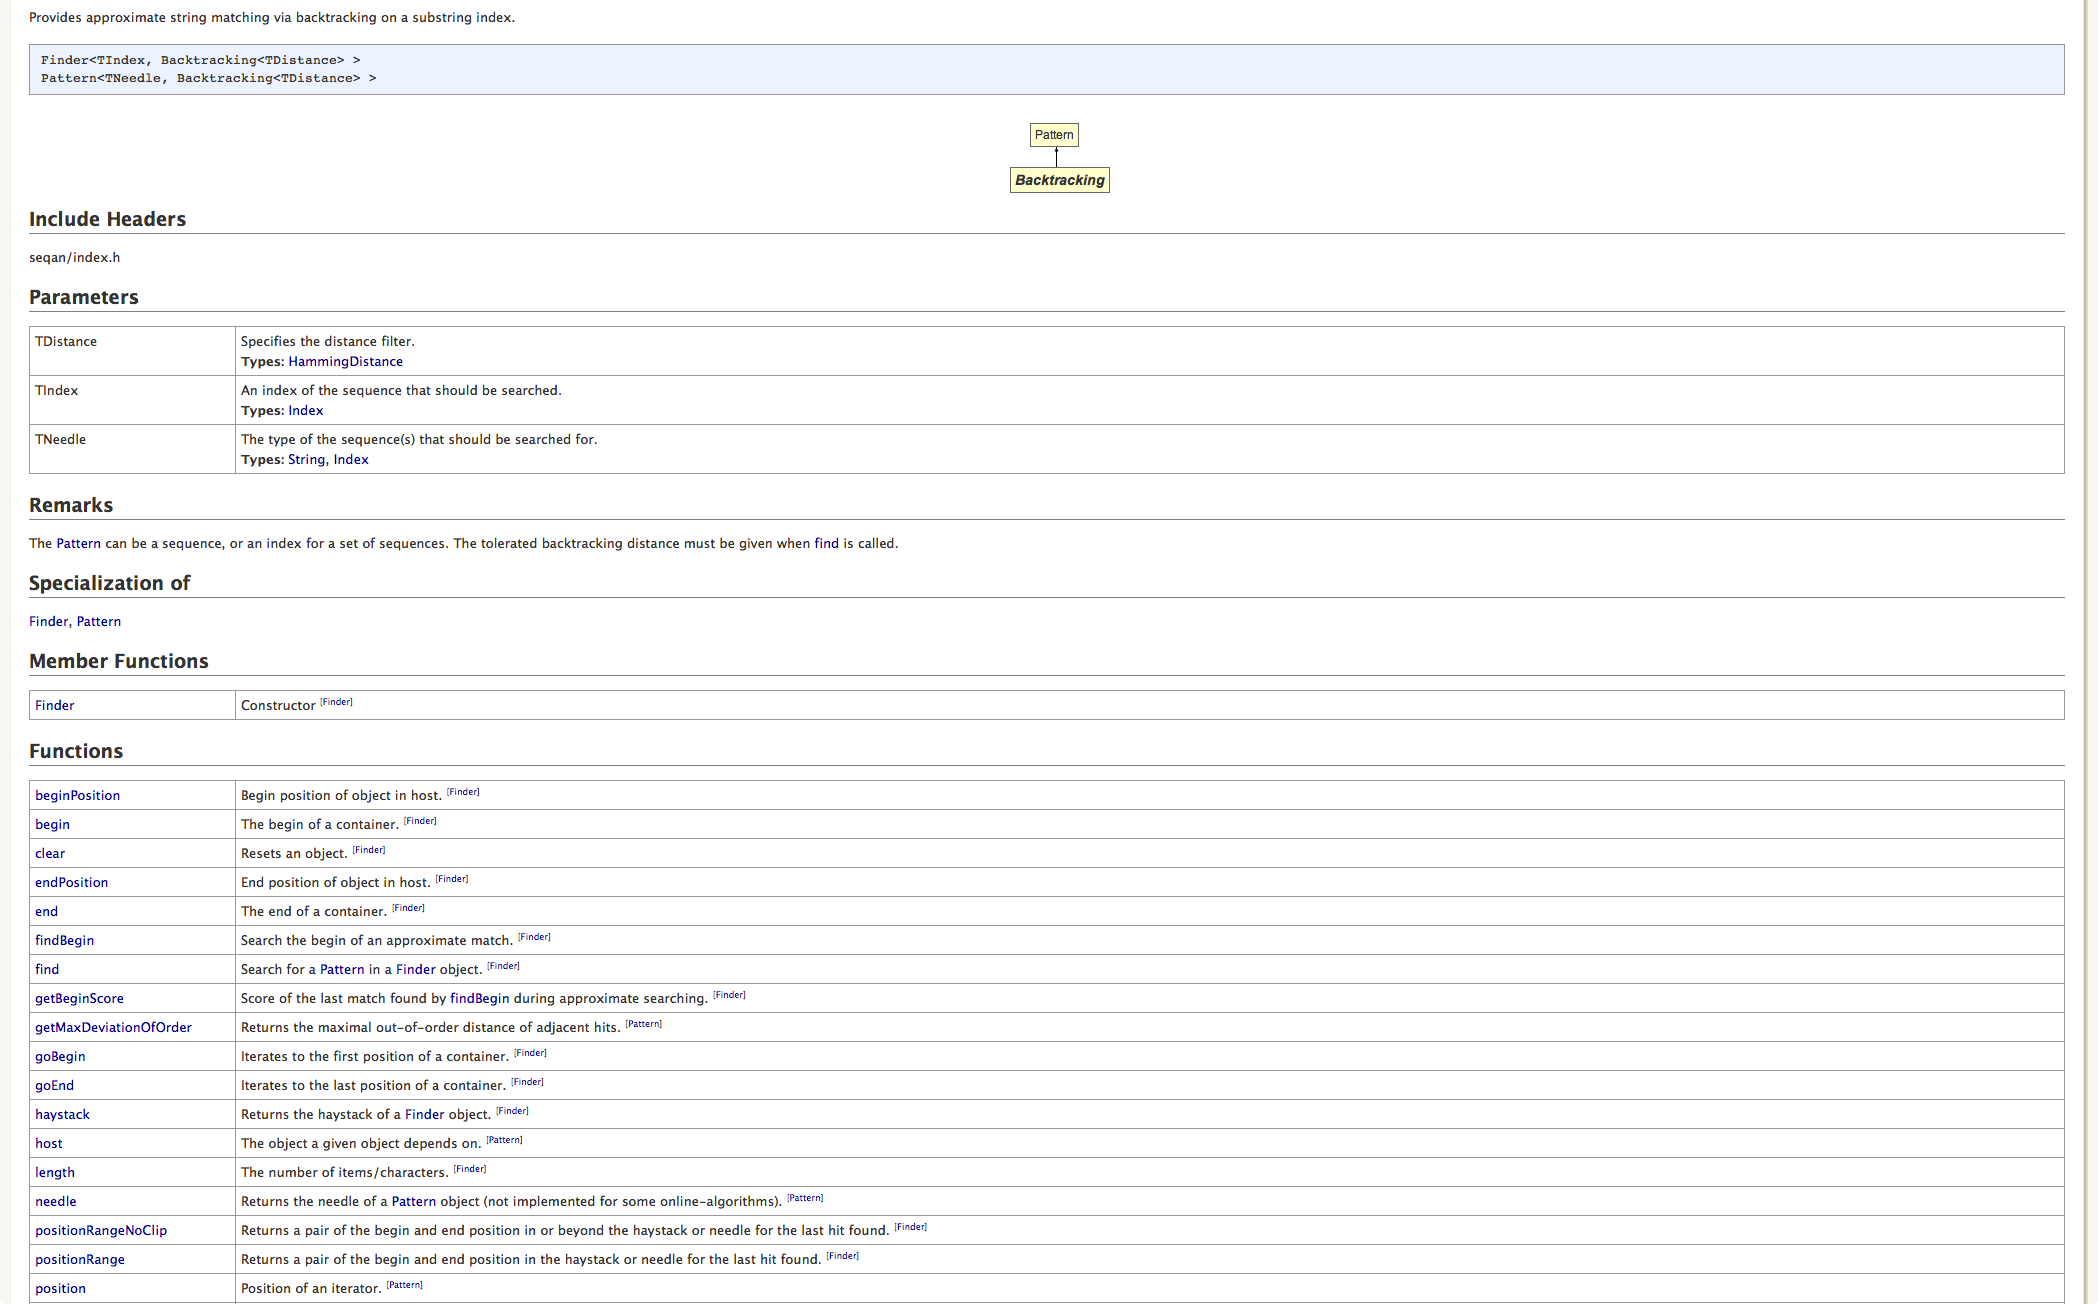 Provides approximate string matching via backtracking on a substring index.
Finder<TIndex, Backtracking<TDistance> >
Pattern<TNeedle, Backtracking<TDistance> >
Pattern
Backtracking
Include Headers
seqan/index.h
Parameters
TDistance Specifies the distance filter.
Types: HammingDistance
TIndex An index of the sequence that should be searched.
Types: Index
TNeedle The type of the sequence(s) that should be searched for.
Types: String, Index
Remarks
The Pattern can be a sequence, or an index for a set of sequences. The tolerated backtracking distance must be given when find is called.
Specialization of
Finder, Pattern
Member Functions
Finder Constructor [Finder]
Functions
beginPosition Begin position of object in host. [Finder]
begin The begin of a container. [Finder]
clear Resets an object. [Finder]
endPosition End position of object in host. [Finder]
end The end of a container. [Finder]
findBegin Search the begin of an approximate match. [Finder]
find Search for a Pattern in a Finder object. [Finder]
getBeginScore Score of the last match found by findBegin during approximate searching. [Finder]
getMaxDeviationOfOrder Returns the maximal out-of-order distance of adjacent hits. [Pattern]
goBegin Iterates to the first position of a container. [Finder]
goEnd Iterates to the last position of a container. [Finder]
haystack Returns the haystack of a Finder object. [Finder]
host The object a given object depends on. [Pattern]
length The number of items/characters. [Finder]
needle Returns the needle of a Pattern object (not implemented for some online-algorithms). [Pattern]
positionRangeNoClip Returns a pair of the begin and end position in or beyond the haystack or needle for the last hit found. [Finder]
positionRange Returns a pair of the begin and end position in the haystack or needle for the last hit found. [Finder]
position Position of an iterator. [Pattern]